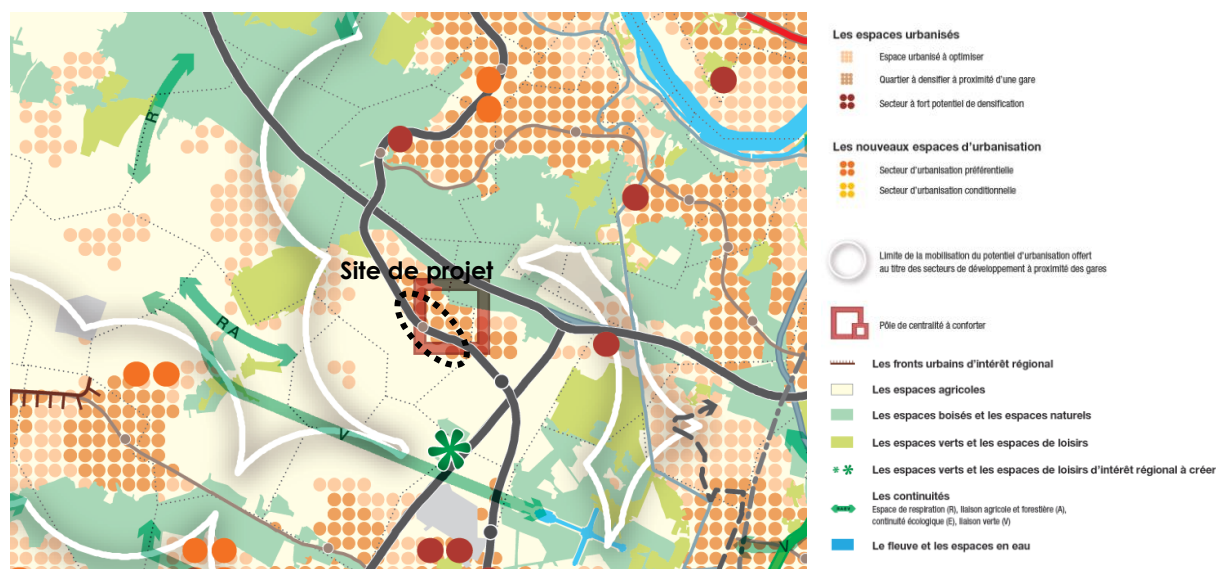 R
R A
V
V
Site de projet
Les espaces urbanisés
Espace urbanisé à optimiser
Quartier à densifier à proximité d'une gare
Secteur à fort potentiel de densification
Les nouveaux espaces d'urbanisation
Secteur d'urbanisation préférentielle
Secteur d'urbanisation conditionnelle
Limite de la mobilisation du potentiel d'urbanisation offert
au titre des secteurs de développement à proximité des gares
Pôle de centralité à conforter
Les fronts urbains d'intérêt régional
Les espaces agricoles
Les espaces boisés et les espaces naturels
Les espaces verts et les espaces de loisirs
Les espaces verts et les espaces de loisirs d'intérêt régional à créer
Les continuités
Espace de respiration (R), liaison agricole et forestière (A),
continuité écologique (E), liaison verte (V)
Le fleuve et les espaces en eau